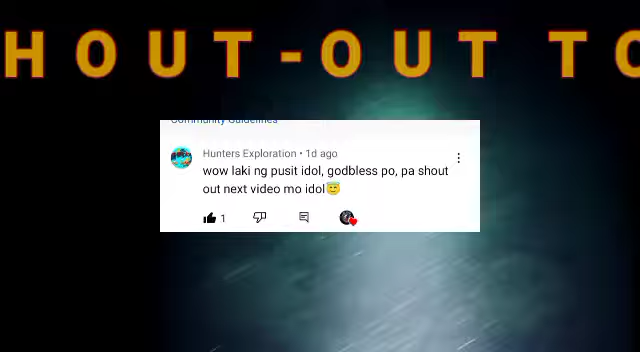 HOUT-OUT TO
Community Guidelines
Hunters Exploration • 1d ago
wow laki ng pusit idol, godbless po, pa shout
out next video mo idol😇
1